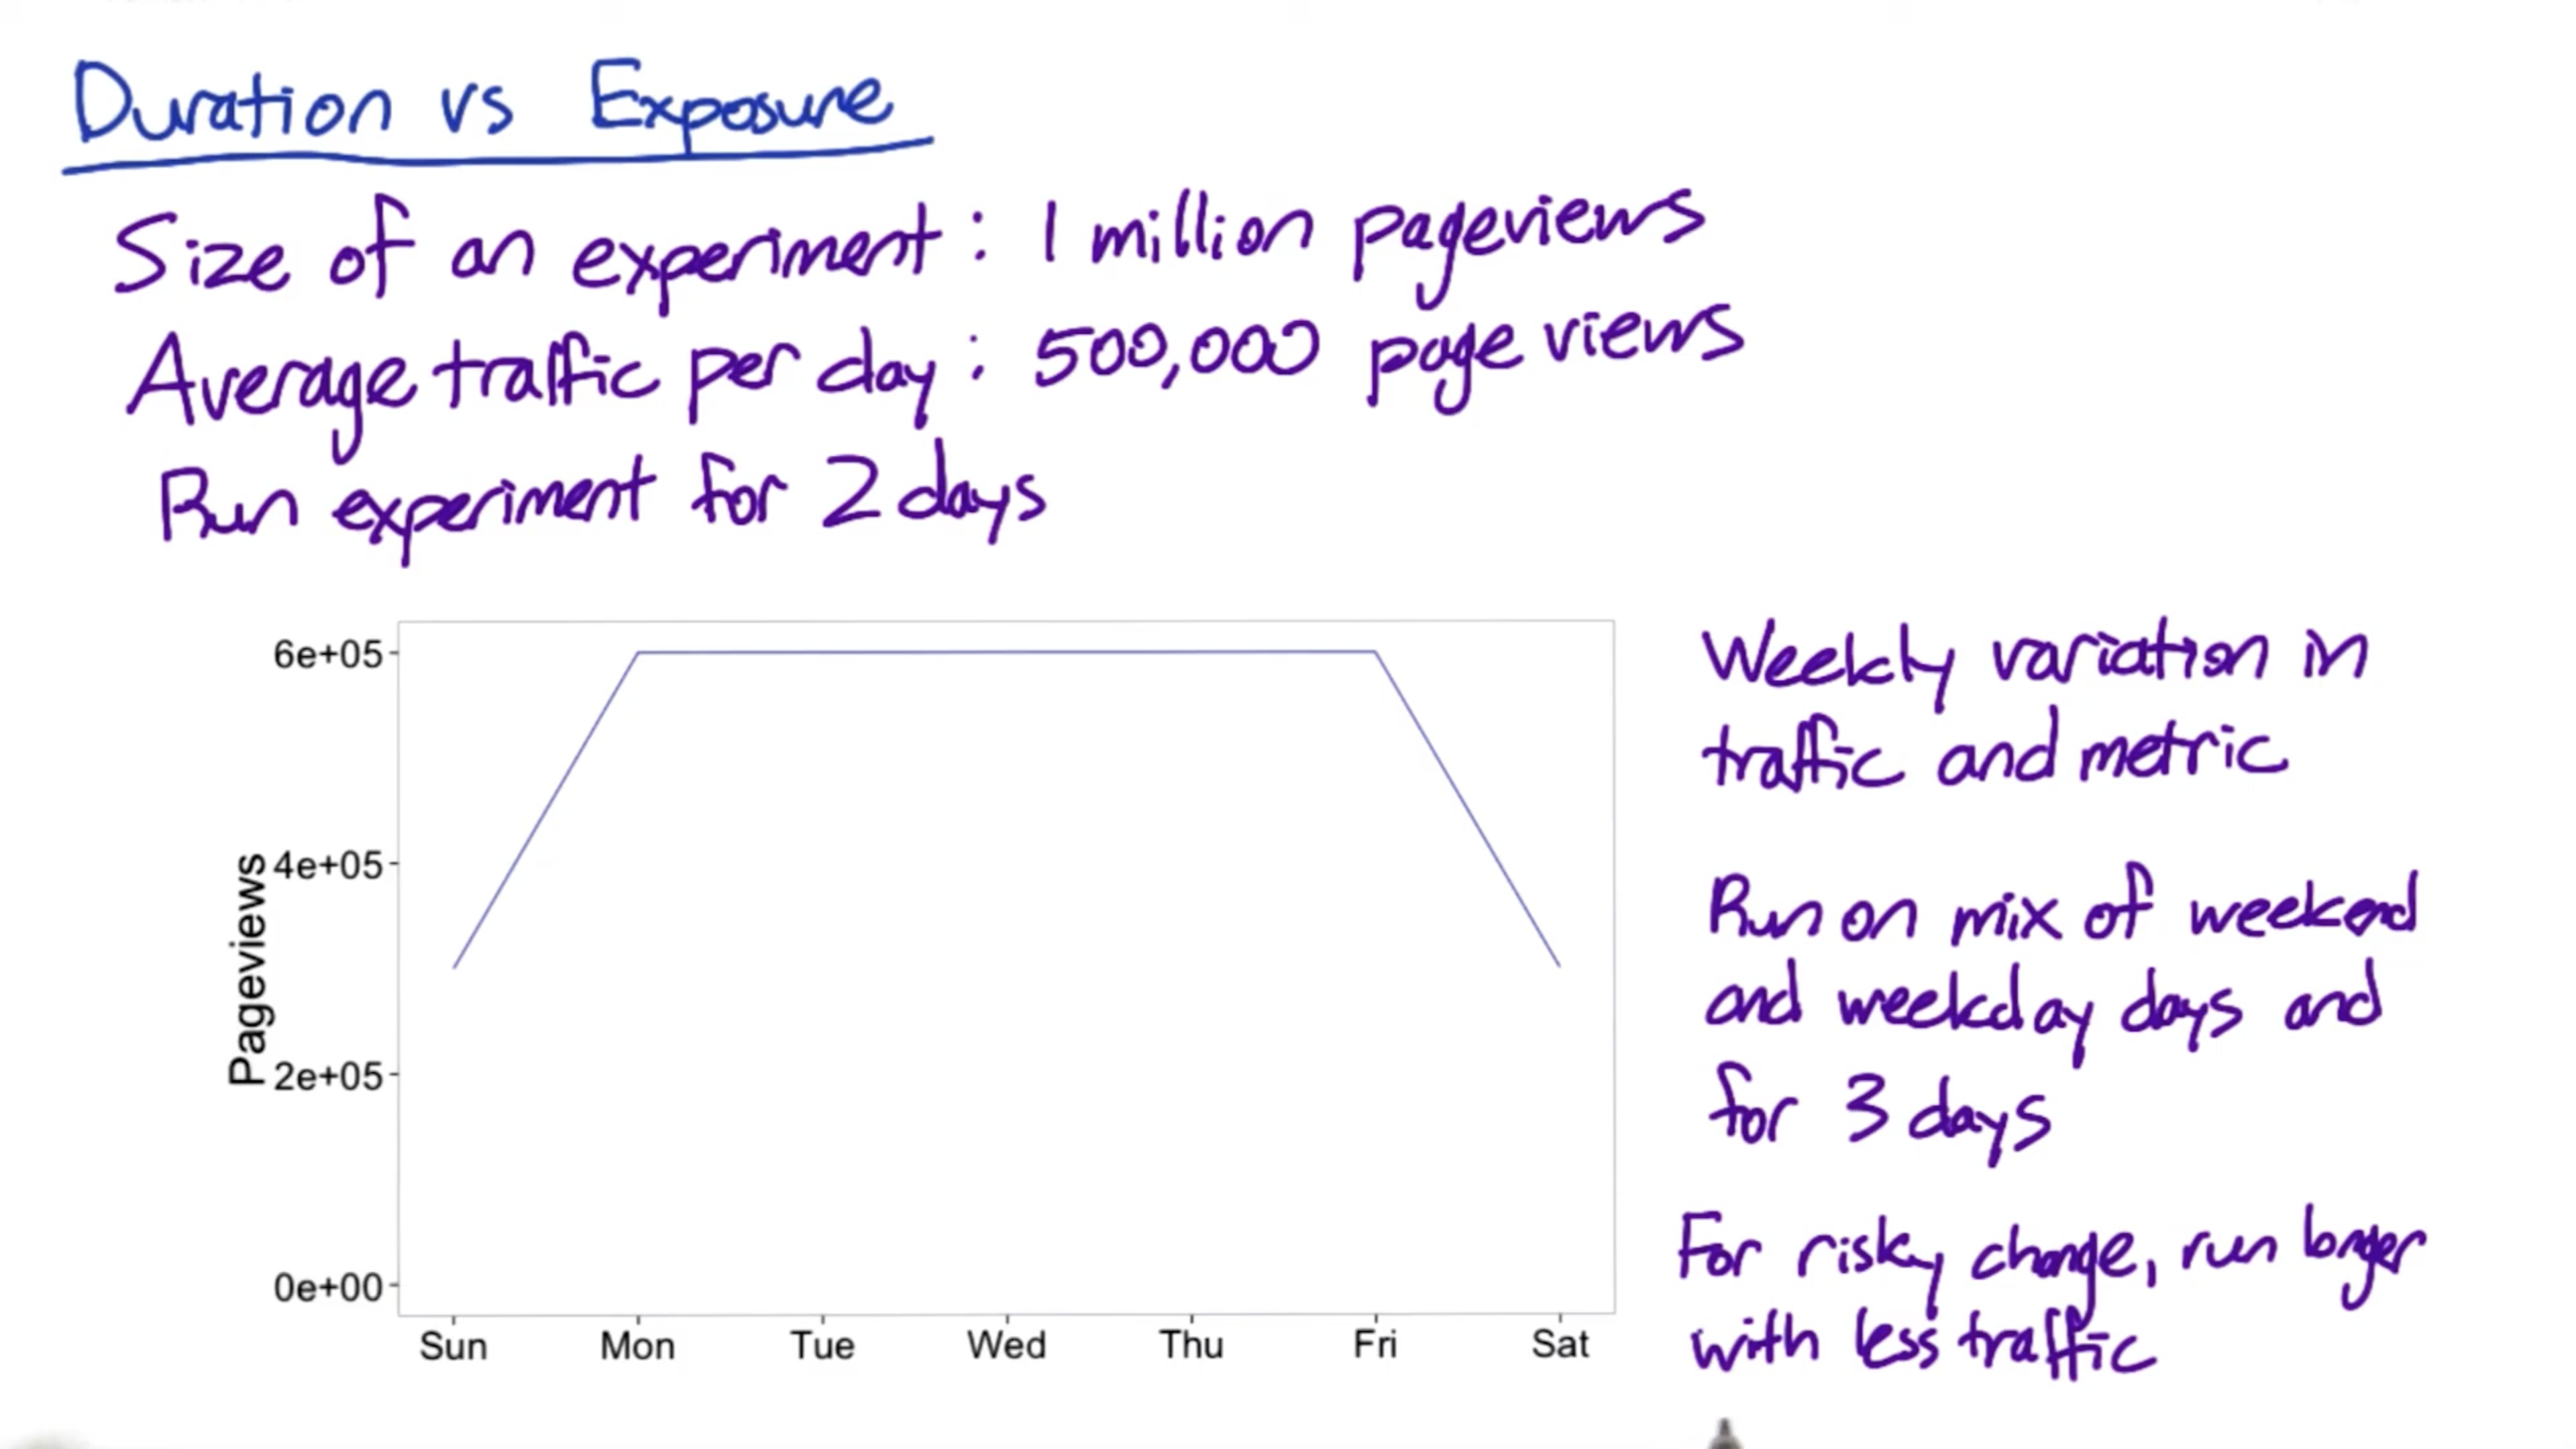 Duration vs Exposure
Size of an experiment: 1 million pageviews
Average traffic per day: 500,000 page views
Run experiment for 2 days
Pageviews
6e+05
4e+05
2e+05
0e+00
Sun Mon Tue Wed Thu Fri Sat
Weekly variation in
traffic and metric
Run on mix of weekend
and weekday days and
for 3 days
For risky change, run longer
with less traffic